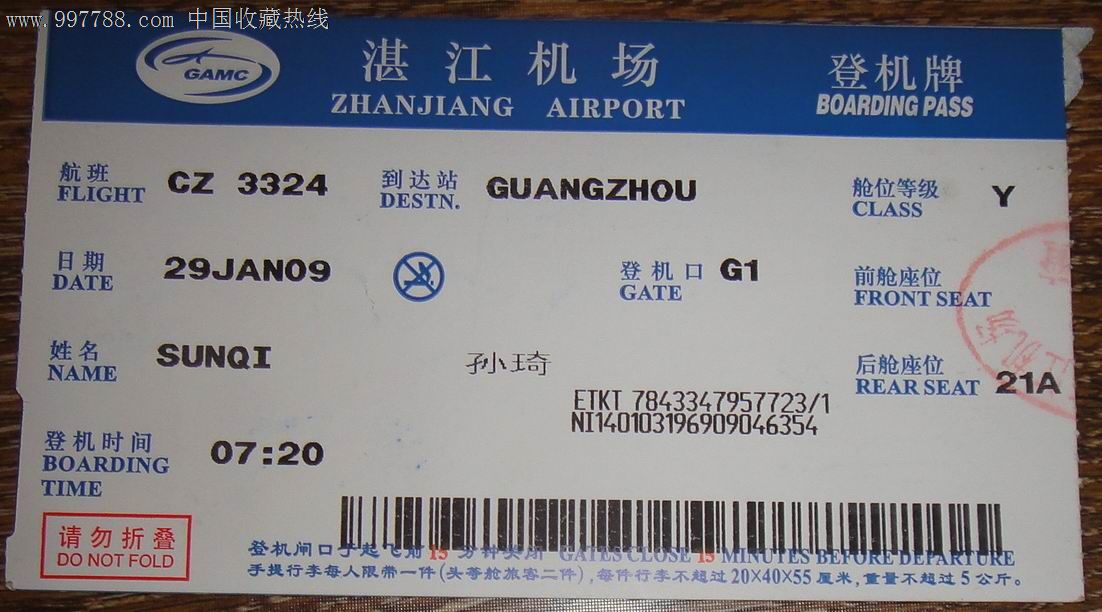 www.997788.com 中国收藏热线
GAMC
湛江机场
ZHANJIANG AIRPORT
登机牌
BOARDING PASS
航班
FLIGHT
CZ 3324
到达站
DESTN.
GUANGZHOU
舱位等级
CLASS
Y
日期
DATE
29JAN09
登机口
GATE
G1
前舱座位
FRONT SEAT
姓名
NAME
SUNQI
孙琦
后舱座位
REAR SEAT
21A
ETKT 7843347957723/1
NI140103196909046354
登机时间
BOARDING
TIME
07:20
请勿折叠
DO NOT FOLD
登机闸口于起飞前15分钟关闭 GATES CLOSE 15 MINUTES BEFORE DEPARTURE
手提行李每人限带一件(头等舱旅客二件),每件行李不超过20×40×55厘米,重量不超过5公斤。